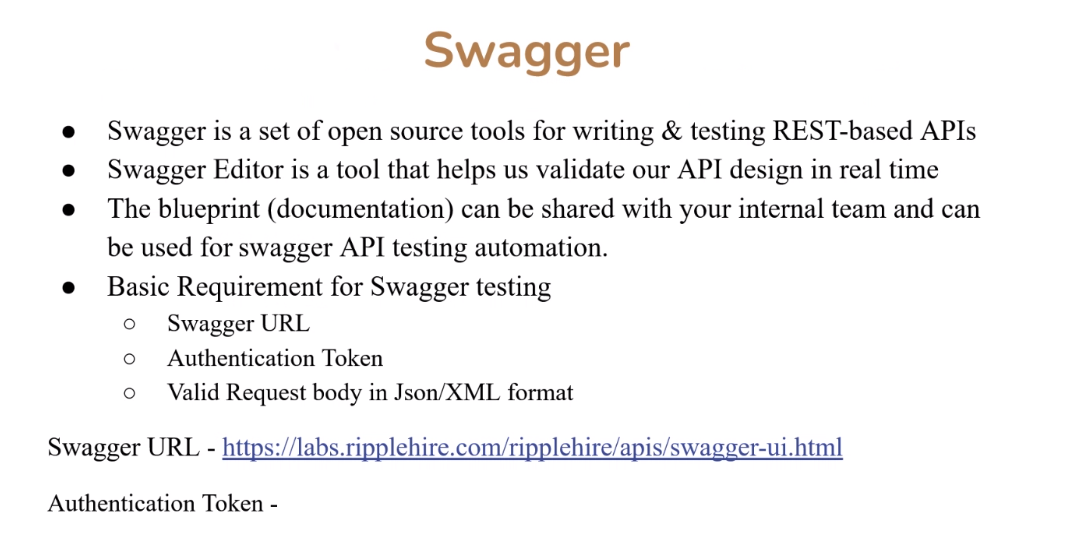 Swagger
● Swagger is a set of open source tools for writing & testing REST-based APIs
● Swagger Editor is a tool that helps us validate our API design in real time
● The blueprint (documentation) can be shared with your internal team and can
be used for swagger API testing automation.
● Basic Requirement for Swagger testing
○ Swagger URL
○ Authentication Token
○ Valid Request body in Json/XML format
Swagger URL - https://labs.ripplehire.com/ripplehire/apis/swagger-ui.html
Authentication Token -